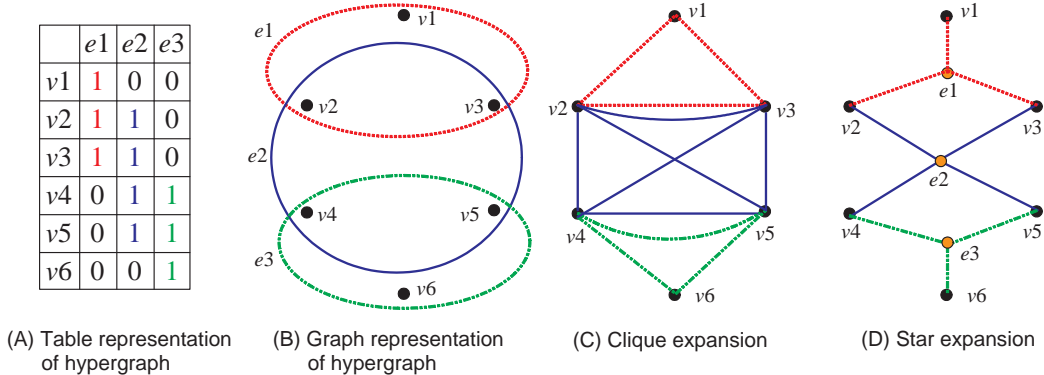 e1 e2 e3
v1 1 0 0
v2 1 1 0
v3 1 1 0
v4 0 1 1
v5 0 1 1
v6 0 0 1
(A) Table representation
of hypergraph
v1
e1
v2
v3
e2
v4
v5
e3
v6
(B) Graph representation
of hypergraph
v1
v2
v3
v4
v5
v6
(C) Clique expansion
v1
e1
v2
v3
e2
v4
v5
e3
v6
(D) Star expansion